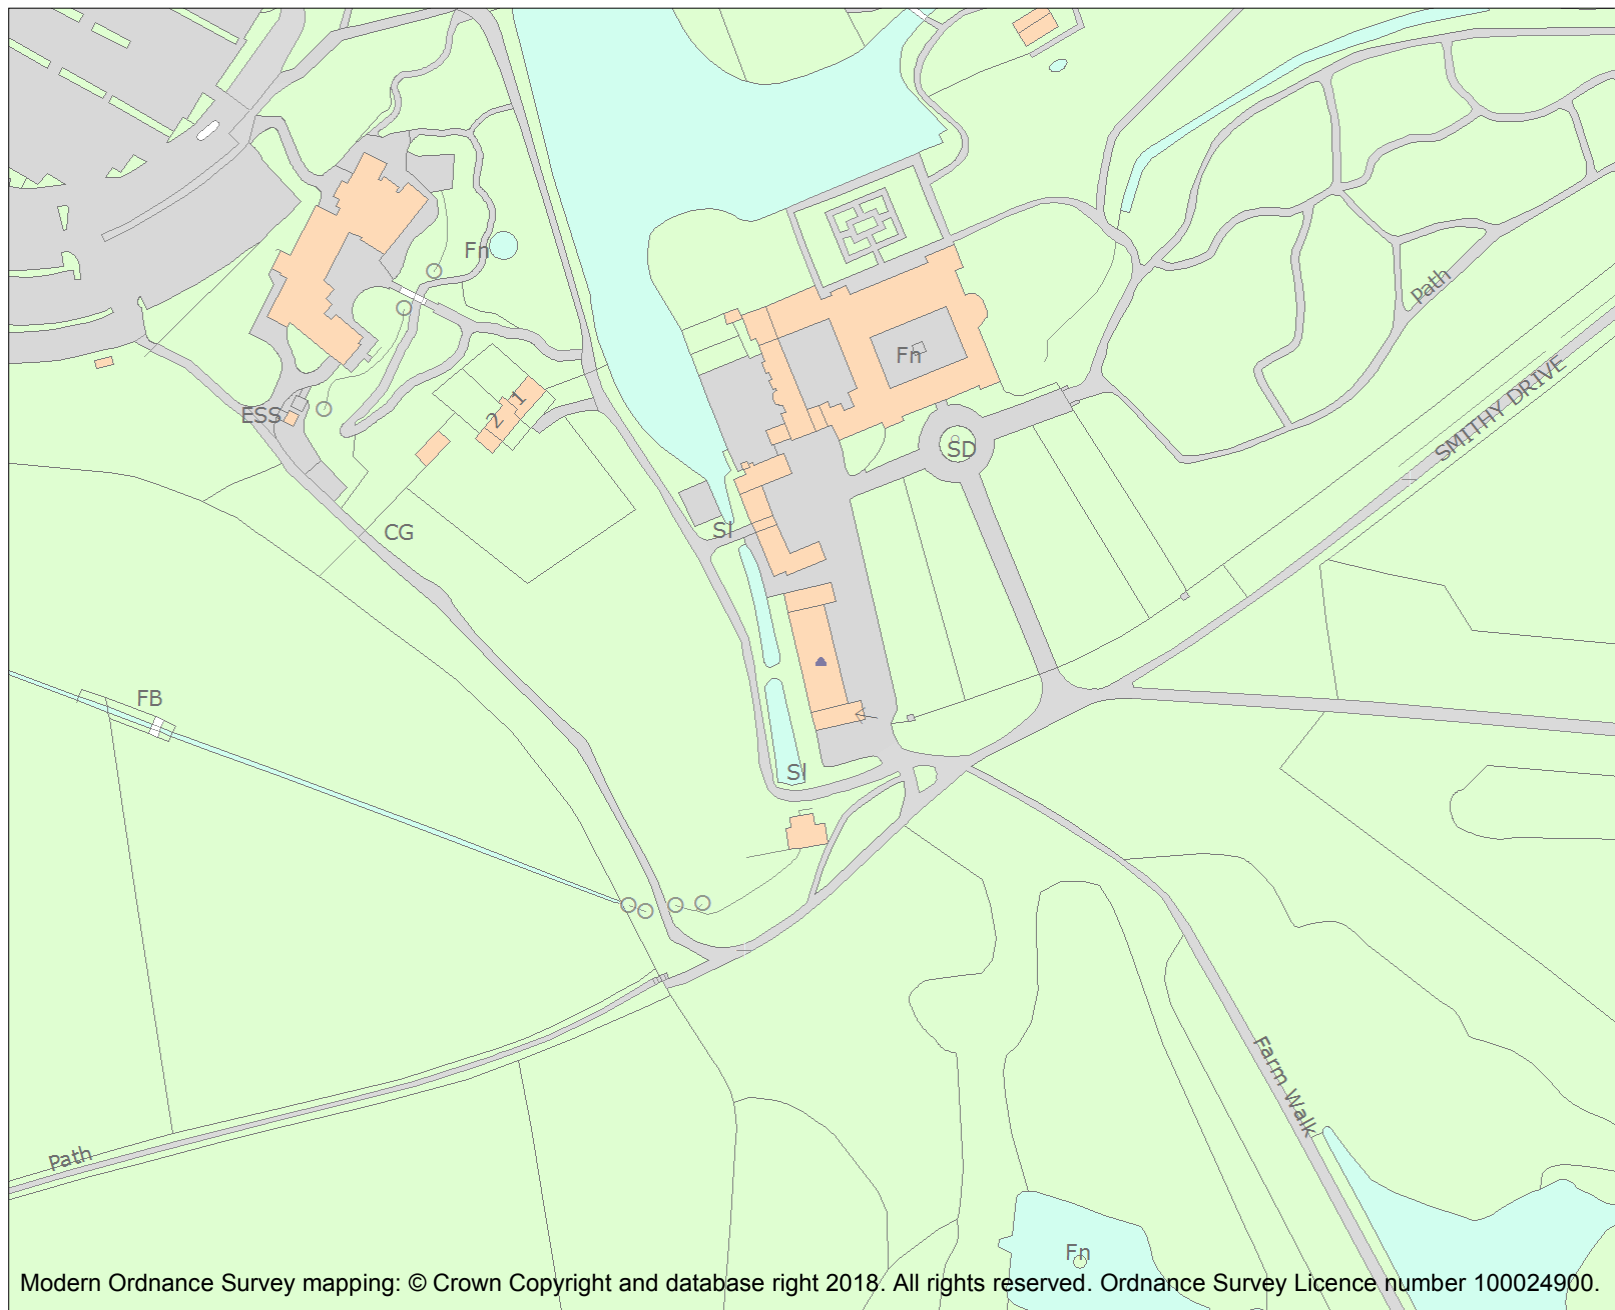 Fn
Path
Fn
SMITHY DRIVE
1
2
ESS
SD
CG
Sl
FB
Sl
Farm Walk
Path
Fn
Modern Ordnance Survey mapping: © Crown Copyright and database right 2018. All rights reserved. Ordnance Survey Licence number 100024900.